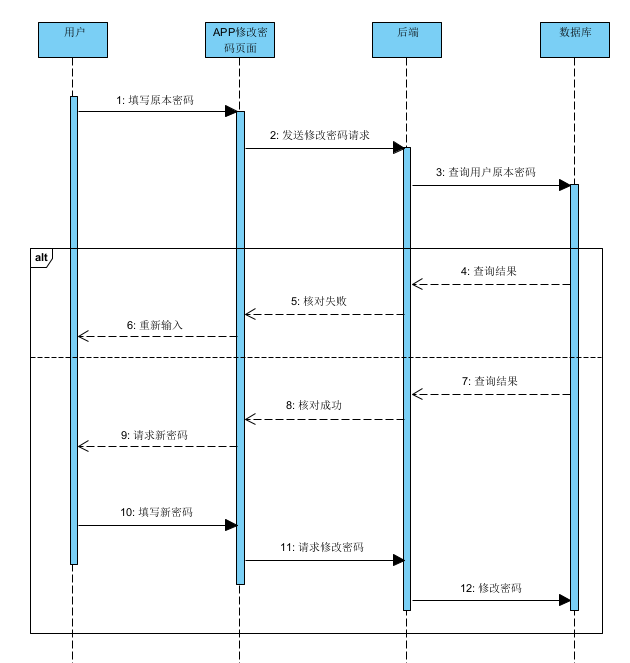 用户
APP修改密
码页面
后端
数据库
1: 填写原本密码
2: 发送修改密码请求
3: 查询用户原本密码
alt
4: 查询结果
5: 核对失败
6: 重新输入
7: 查询结果
8: 核对成功
9: 请求新密码
10: 填写新密码
11: 请求修改密码
12: 修改密码